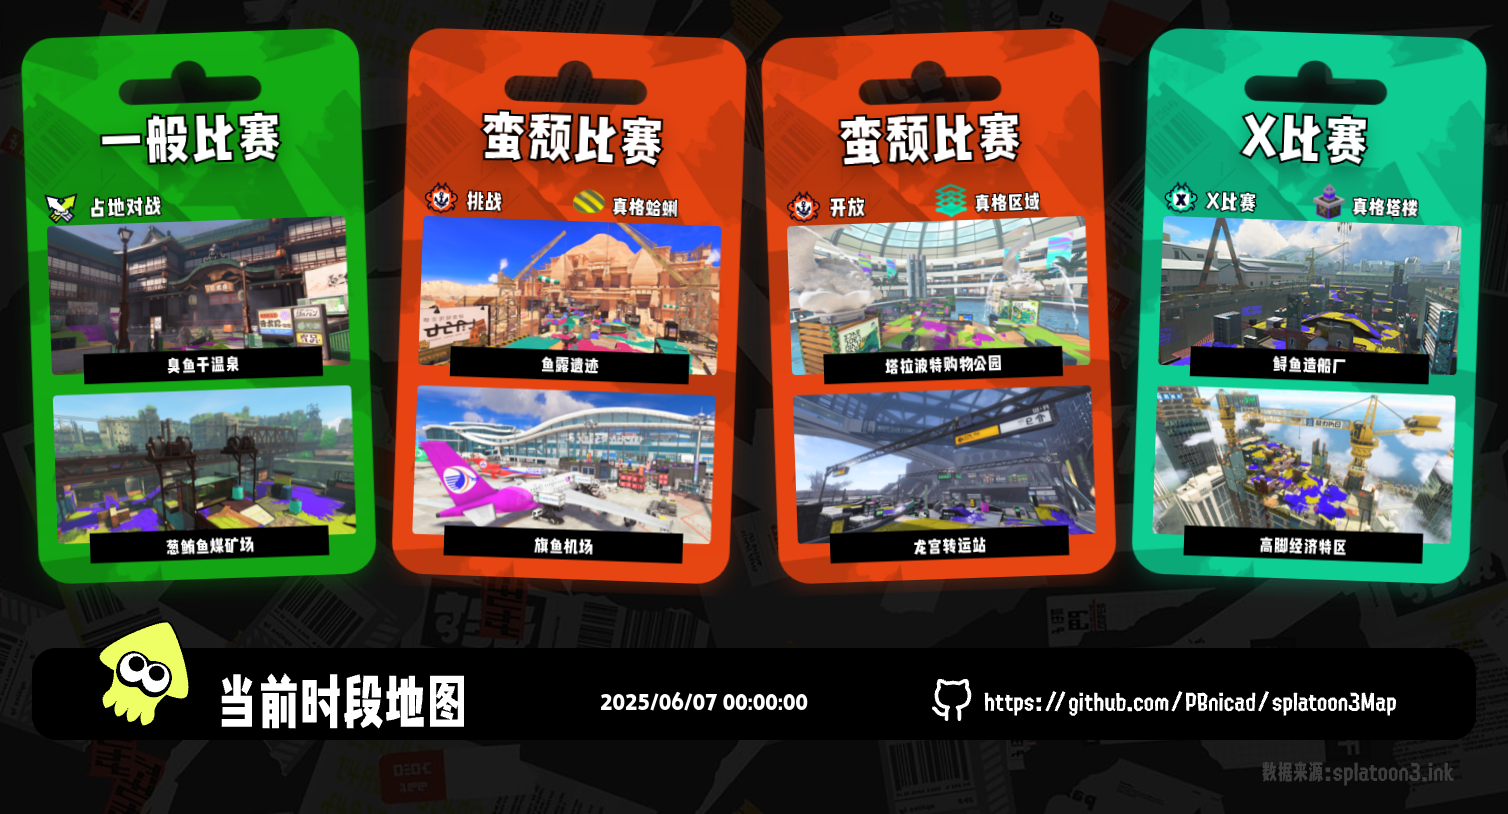 一般比赛
占地对战
臭鱼干温泉
葱鲔鱼煤矿场
蛮颓比赛
挑战
真格蛤蜊
鱼露遗迹
旗鱼机场
蛮颓比赛
开放
真格区域
塔拉波特购物公园
龙宫转运站
X比赛
X比赛
真格塔楼
鲟鱼造船厂
高脚经济特区
当前时段地图
2025/06/07 00:00:00
https://github.com/PBnicad/splatoon3Map
数据来源:splatoon3.ink